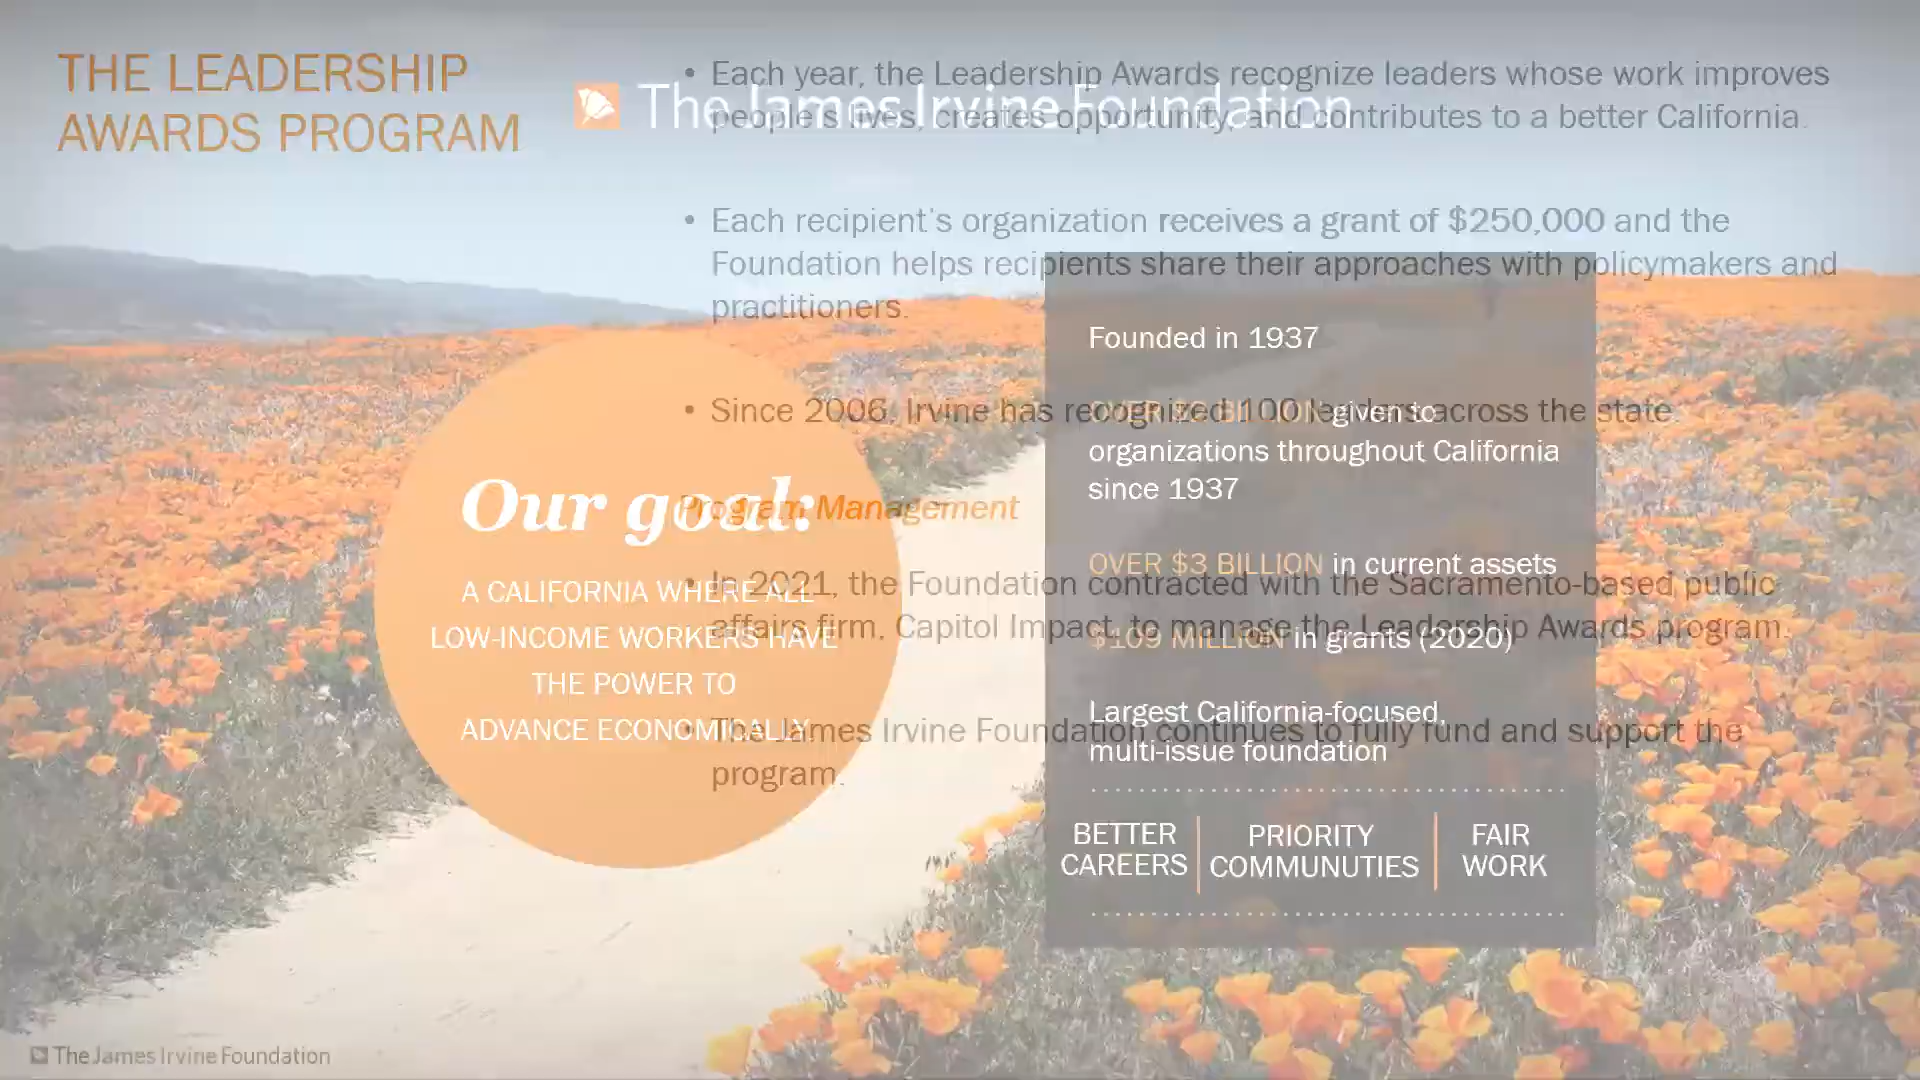 THE LEADERSHIP
AWARDS PROGRAM
• Each year, the Leadership Awards recognize leaders whose work improves
people's lives, creates opportunity, and contributes to a better California.
• Each recipient's organization receives a grant of $250,000 and the
Foundation helps recipients share their approaches with policymakers and
practitioners.
• Since 2006, Irvine has recognized 100 leaders across the state.
Program Management
• In 2021, the Foundation contracted with the Sacramento-based public
affairs firm, Capitol Impact, to manage the Leadership Awards program.
• The James Irvine Foundation continues to fully fund and support the
program.
The James Irvine Foundation
The James Irvine Foundation
Our goal:
A CALIFORNIA WHERE ALL
LOW-INCOME WORKERS HAVE
THE POWER TO
ADVANCE ECONOMICALLY.
Founded in 1937
OVER BILLION given to
organizations throughout California
since 1937
OVER $3 BILLION in current assets
$109 MILLION in grants (2020)
Largest California-focused,
multi-issue foundation
BETTER
CAREERS
PRIORITY
COMMUNUTIES
FAIR
WORK